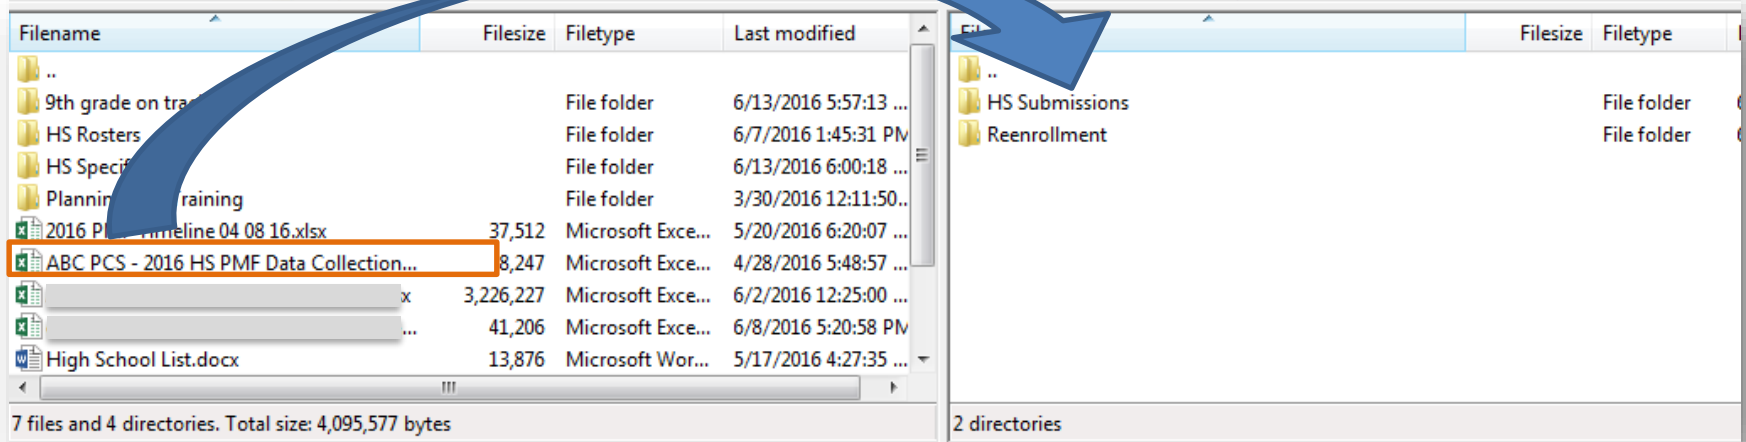 Filename Filesize Filetype Last modified
..
9th grade on File folder 6/13/2016 5:57:13 ...
HS Rosters File folder 6/7/2016 1:45:31 PM
HS File folder 6/13/2016 6:00:18 ...
File folder 3/30/2016 12:11:50...
2016 04 08 16.xlsx 37,512 Microsoft Exce... 5/20/2016 6:20:07 ...
ABC PCS - 2016 HS PMF Data Collection... 8,247 Microsoft Exce... 4/28/2016 5:48:57 ...
x 3,226,227 Microsoft Exce... 6/2/2016 12:25:00 ...
... 41,206 Microsoft Exce... 6/8/2016 5:20:58 PM
High School List.docx 13,876 Microsoft Wor... 5/17/2016 4:27:35 ...
7 files and 4 directories. Total size: 4,095,577 bytes
Filesize Filetype
..
HS Submissions File folder
Reenrollment File folder
2 directories